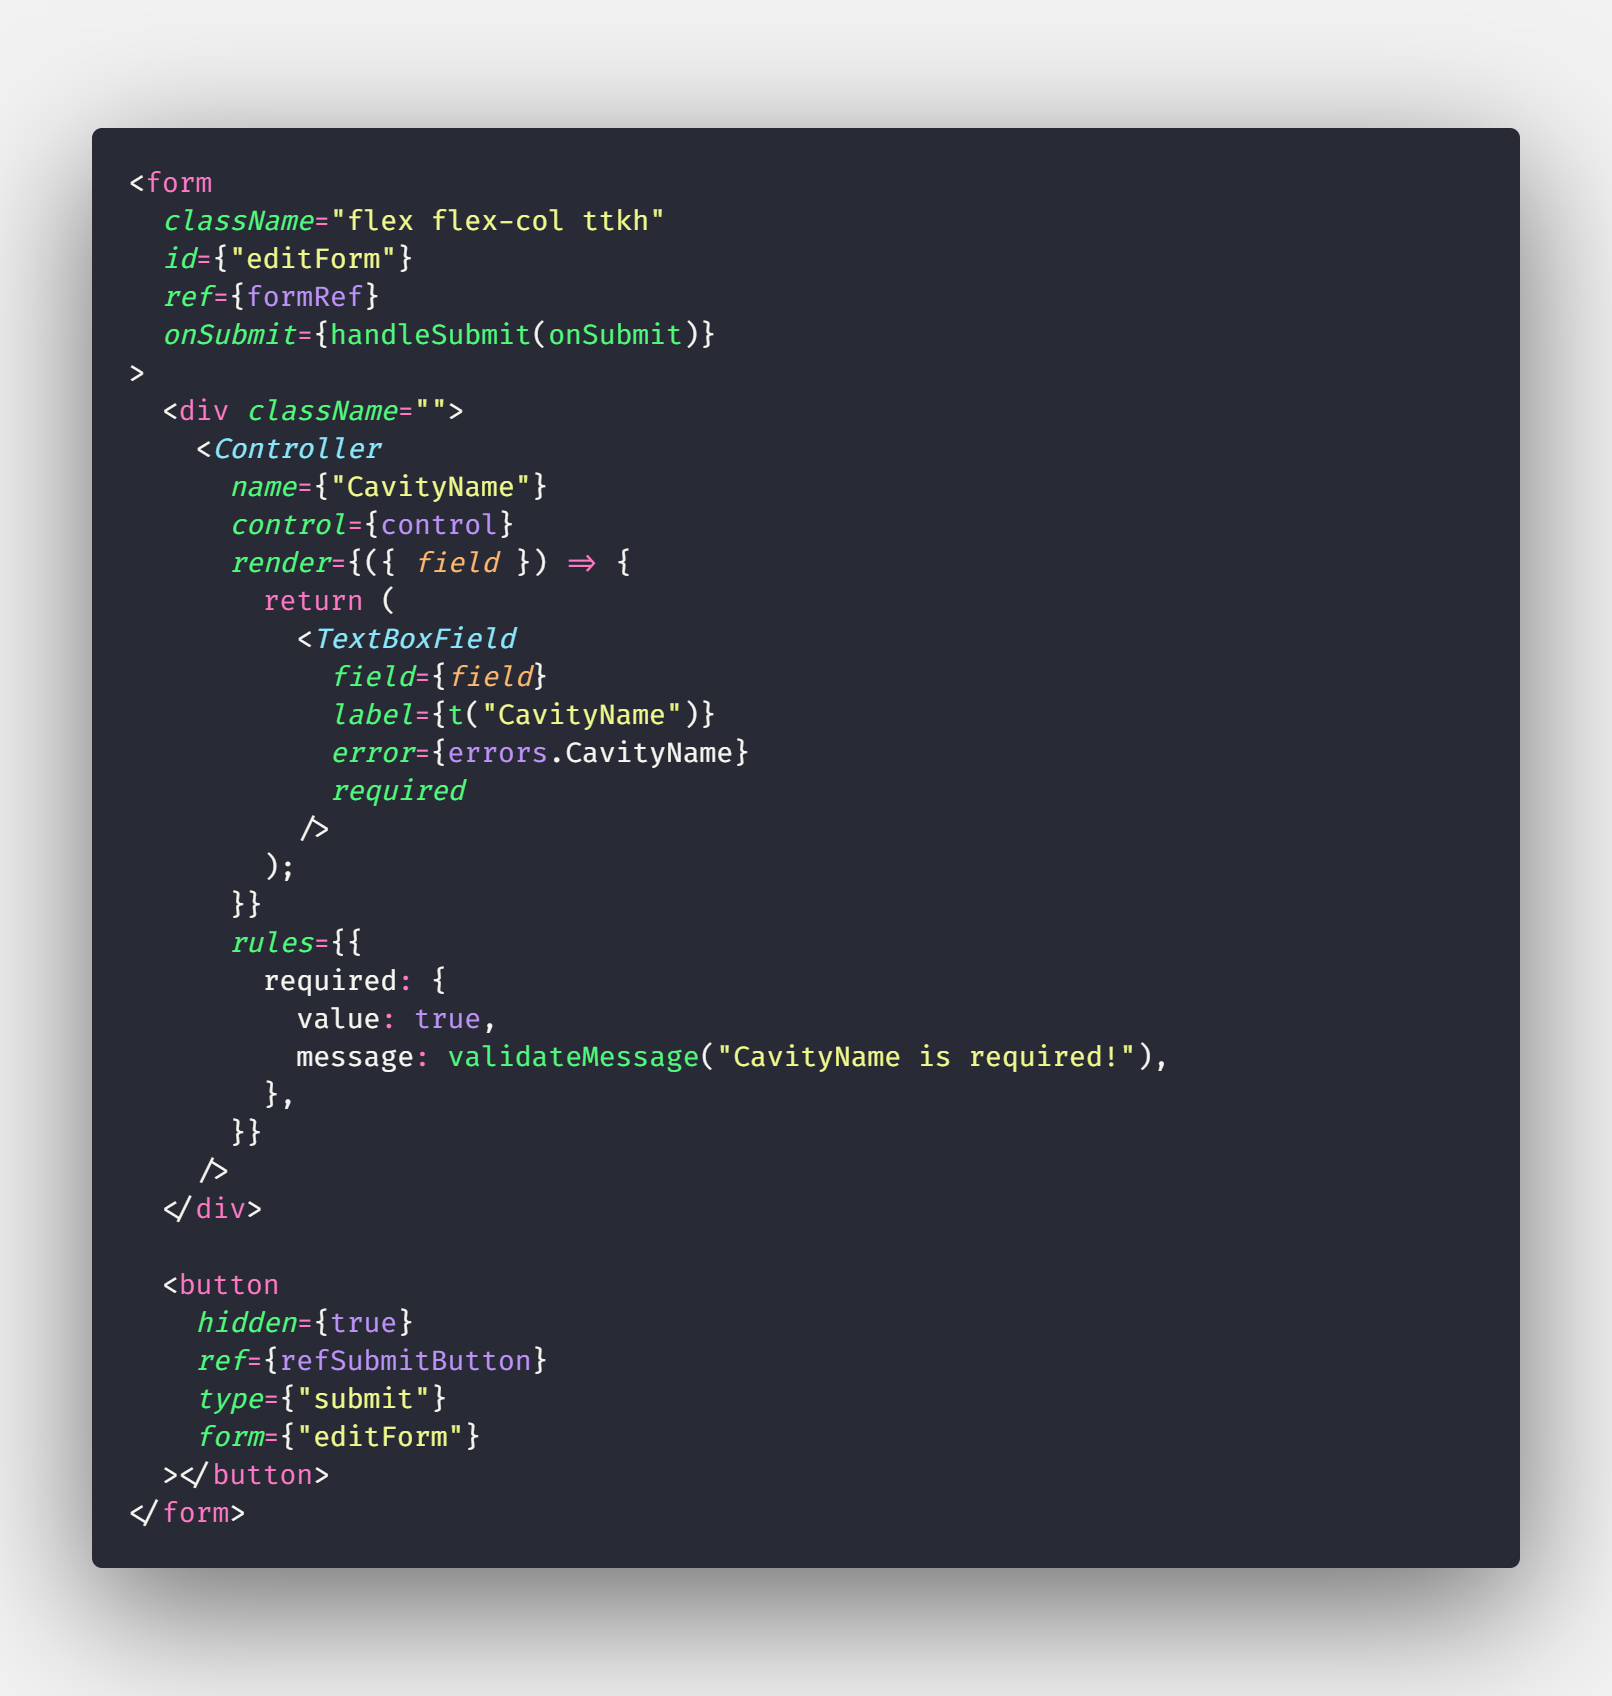 <form
  className="flex flex-col ttkh"
  id={"editForm"}
  ref={formRef}
  onSubmit={handleSubmit(onSubmit)}
>
  <div className="">
    <Controller
      name={"CavityName"}
      control={control}
      render={({ field }) => {
        return (
          <TextBoxField
            field={field}
            label={t("CavityName")}
            error={errors.CavityName}
            required
          />
        );
      }}
      rules={{
        required: {
          value: true,
          message: validateMessage("CavityName is required!"),
        },
      }}
    />
  </div>

  <button
    hidden={true}
    ref={refSubmitButton}
    type={"submit"}
    form={"editForm"}
  ></button>
</form>